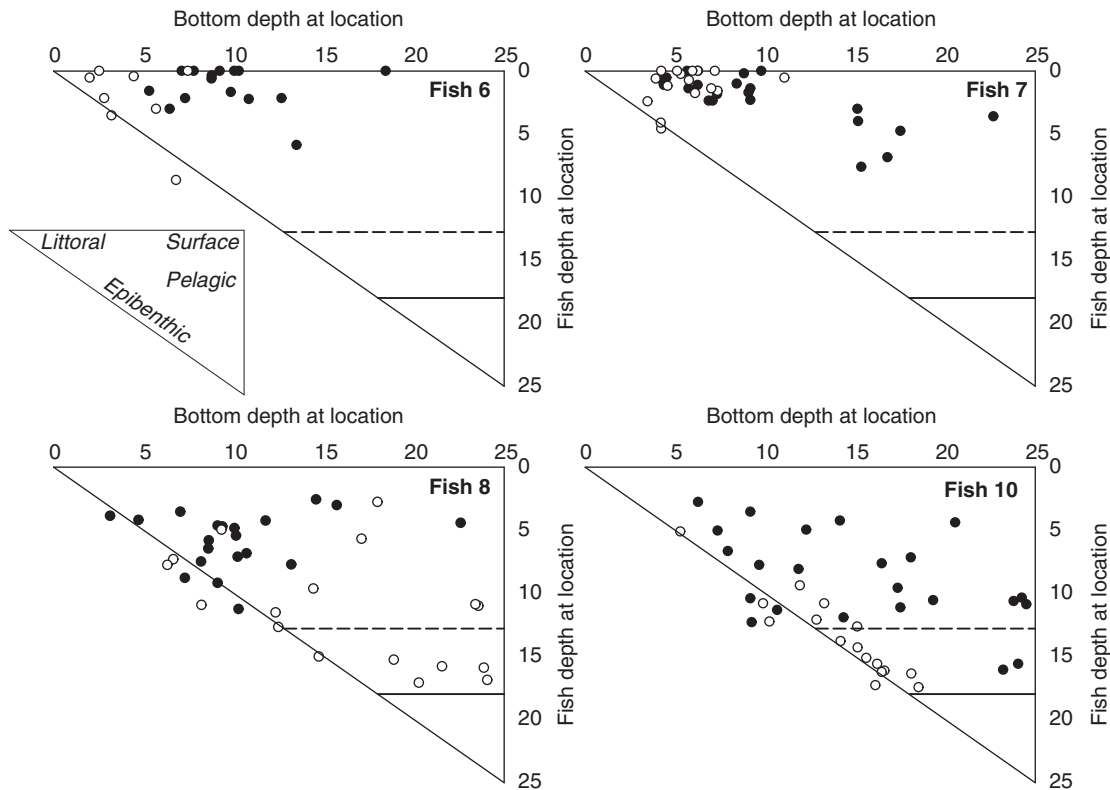 Bottom depth at location
0 5 10 15 20 25
0
Fish 6
5
10
15
20
25
Fish depth at location
Littoral Surface
Pelagic
Epibenthic
Bottom depth at location
0 5 10 15 20 25
0
Fish 7
5
10
15
20
25
Fish depth at location
Bottom depth at location
0 5 10 15 20 25
0
Fish 8
5
10
15
20
25
Fish depth at location
Bottom depth at location
0 5 10 15 20 25
0
Fish 10
5
10
15
20
25
Fish depth at location